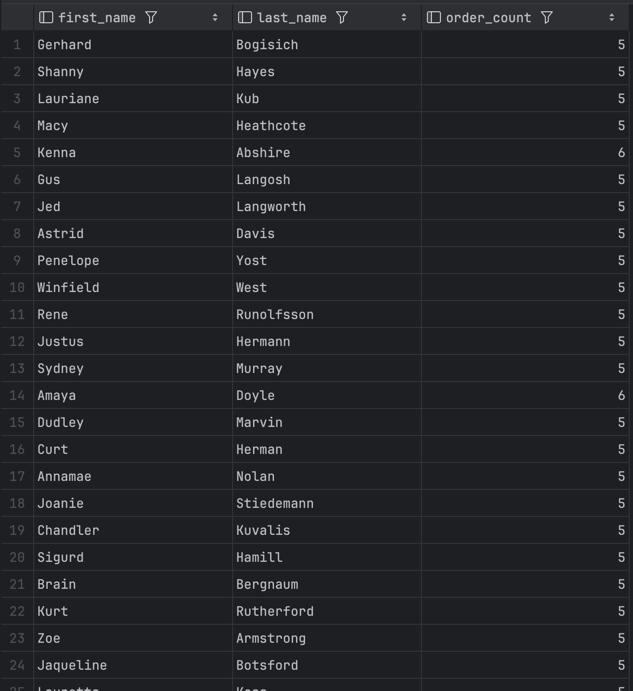 first_name last_name order_count
1 Gerhard Bogisich 5
2 Shanny Hayes 5
3 Lauriane Kub 5
4 Macy Heathcote 5
5 Kenna Abshire 6
6 Gus Langosh 5
7 Jed Langworth 5
8 Astrid Davis 5
9 Penelope Yost 5
10 Winfield West 5
11 Rene Runolfsson 5
12 Justus Hermann 5
13 Sydney Murray 5
14 Amaya Doyle 6
15 Dudley Marvin 5
16 Curt Herman 5
17 Annamae Nolan 5
18 Joanie Stiedemann 5
19 Chandler Kuvalis 5
20 Sigurd Hamill 5
21 Brain Bergnaum 5
22 Kurt Rutherford 5
23 Zoe Armstrong 5
24 Jaqueline Botsford 5
25 5